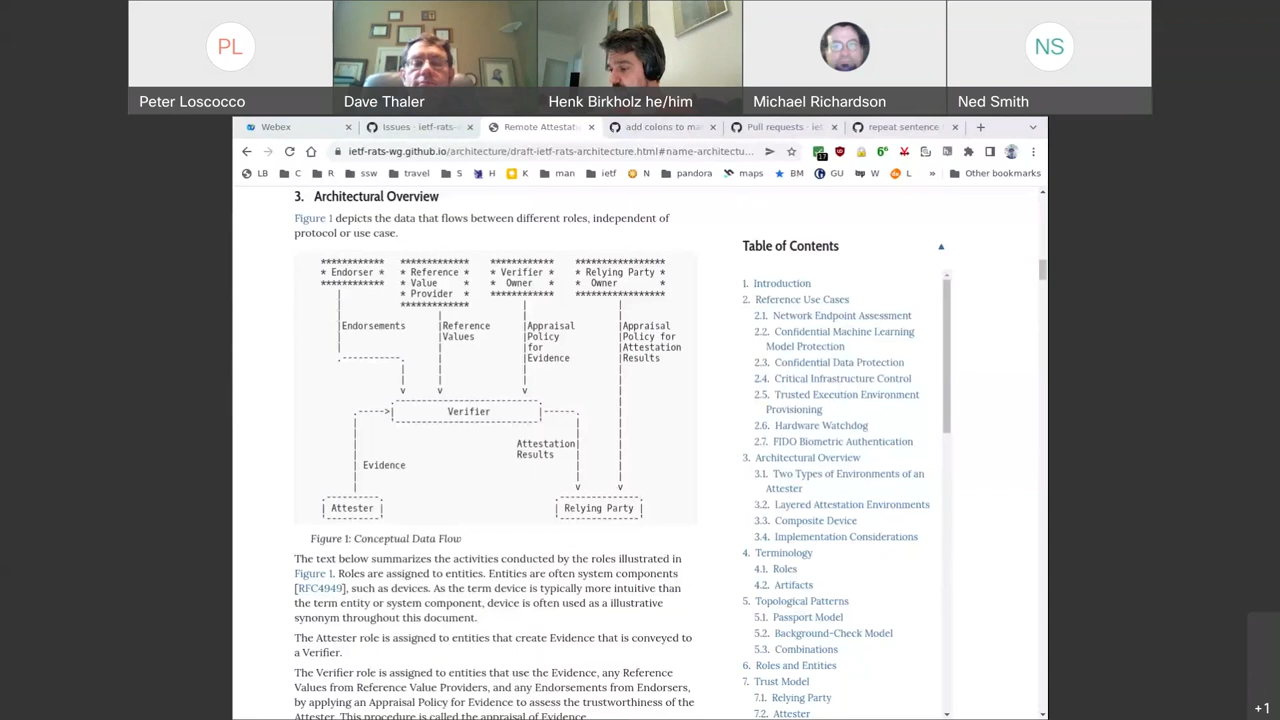 PL
NS
Peter Loscocco
Dave Thaler
Henk Birkholz he/him
Michael Richardson
Ned Smith
Webex
Issues · ietf-rats-
Remote Attestat
add colons to ma
Pull requests · iet
repeat sentence
ietf-rats-wg.github.io/architecture/draft-ietf-rats-architecture.html#name-architectu...
17
6⁶
LB
C
R
ssw
travel
S
H
K
man
ietf
N
pandora
maps
BM
GU
W
L
»
Other bookmarks
3. Architectural Overview
Figure 1 depicts the data that flows between different roles, independent of
protocol or use case.
************ ************* ************ *****************
* Endorser * * Reference * * Verifier * * Relying Party *
************ * Value * * Owner * * Owner *
* Provider * ************ *****************
*************
Endorsements Reference Appraisal Appraisal
Values Policy Policy for
for Attestation
Evidence Results
Verifier
Attestation
Results
Evidence
Attester
Relying Party
Figure 1: Conceptual Data Flow
The text below summarizes the activities conducted by the roles illustrated in
Figure 1. Roles are assigned to entities. Entities are often system components
[RFC4949], such as devices. As the term device is typically more intuitive than
the term entity or system component, device is often used as a illustrative
synonym throughout this document.
The Attester role is assigned to entities that create Evidence that is conveyed to
a Verifier.
The Verifier role is assigned to entities that use the Evidence, any Reference
Values from Reference Value Providers, and any Endorsements from Endorsers,
by applying an Appraisal Policy for Evidence to assess the trustworthiness of the
Attester. This procedure is called the appraisal of Evidence.
Table of Contents
1. Introduction
2. Reference Use Cases
2.1. Network Endpoint Assessment
2.2. Confidential Machine Learning
Model Protection
2.3. Confidential Data Protection
2.4. Critical Infrastructure Control
2.5. Trusted Execution Environment
Provisioning
2.6. Hardware Watchdog
2.7. FIDO Biometric Authentication
3. Architectural Overview
3.1. Two Types of Environments of an
Attester
3.2. Layered Attestation Environments
3.3. Composite Device
3.4. Implementation Considerations
4. Terminology
4.1. Roles
4.2. Artifacts
5. Topological Patterns
5.1. Passport Model
5.2. Background-Check Model
5.3. Combinations
6. Roles and Entities
7. Trust Model
7.1. Relying Party
7.2. Attester
+1